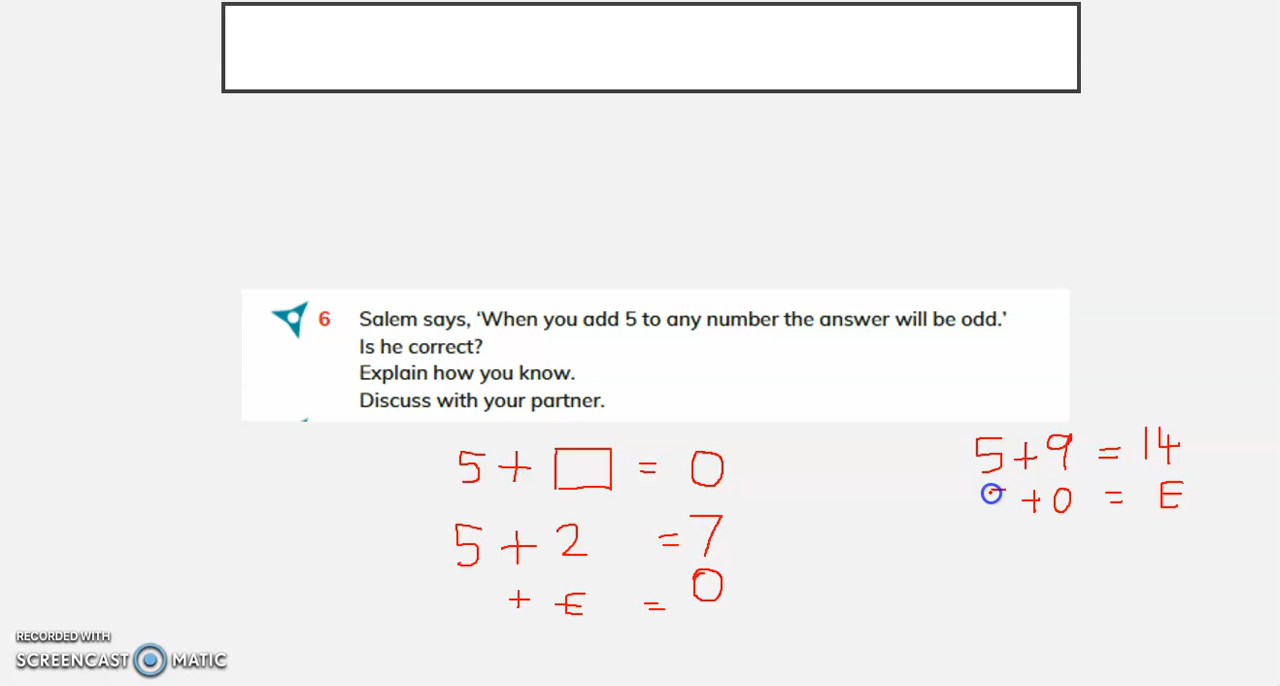 6 Salem says, ‘When you add 5 to any number the answer will be odd.’
Is he correct?
Explain how you know.
Discuss with your partner.
5 + □ = O
5 + 2 = 7
+ E = O
5 + 9 = 14
+ O = E
RECORDED WITH
SCREENCAST MATIC